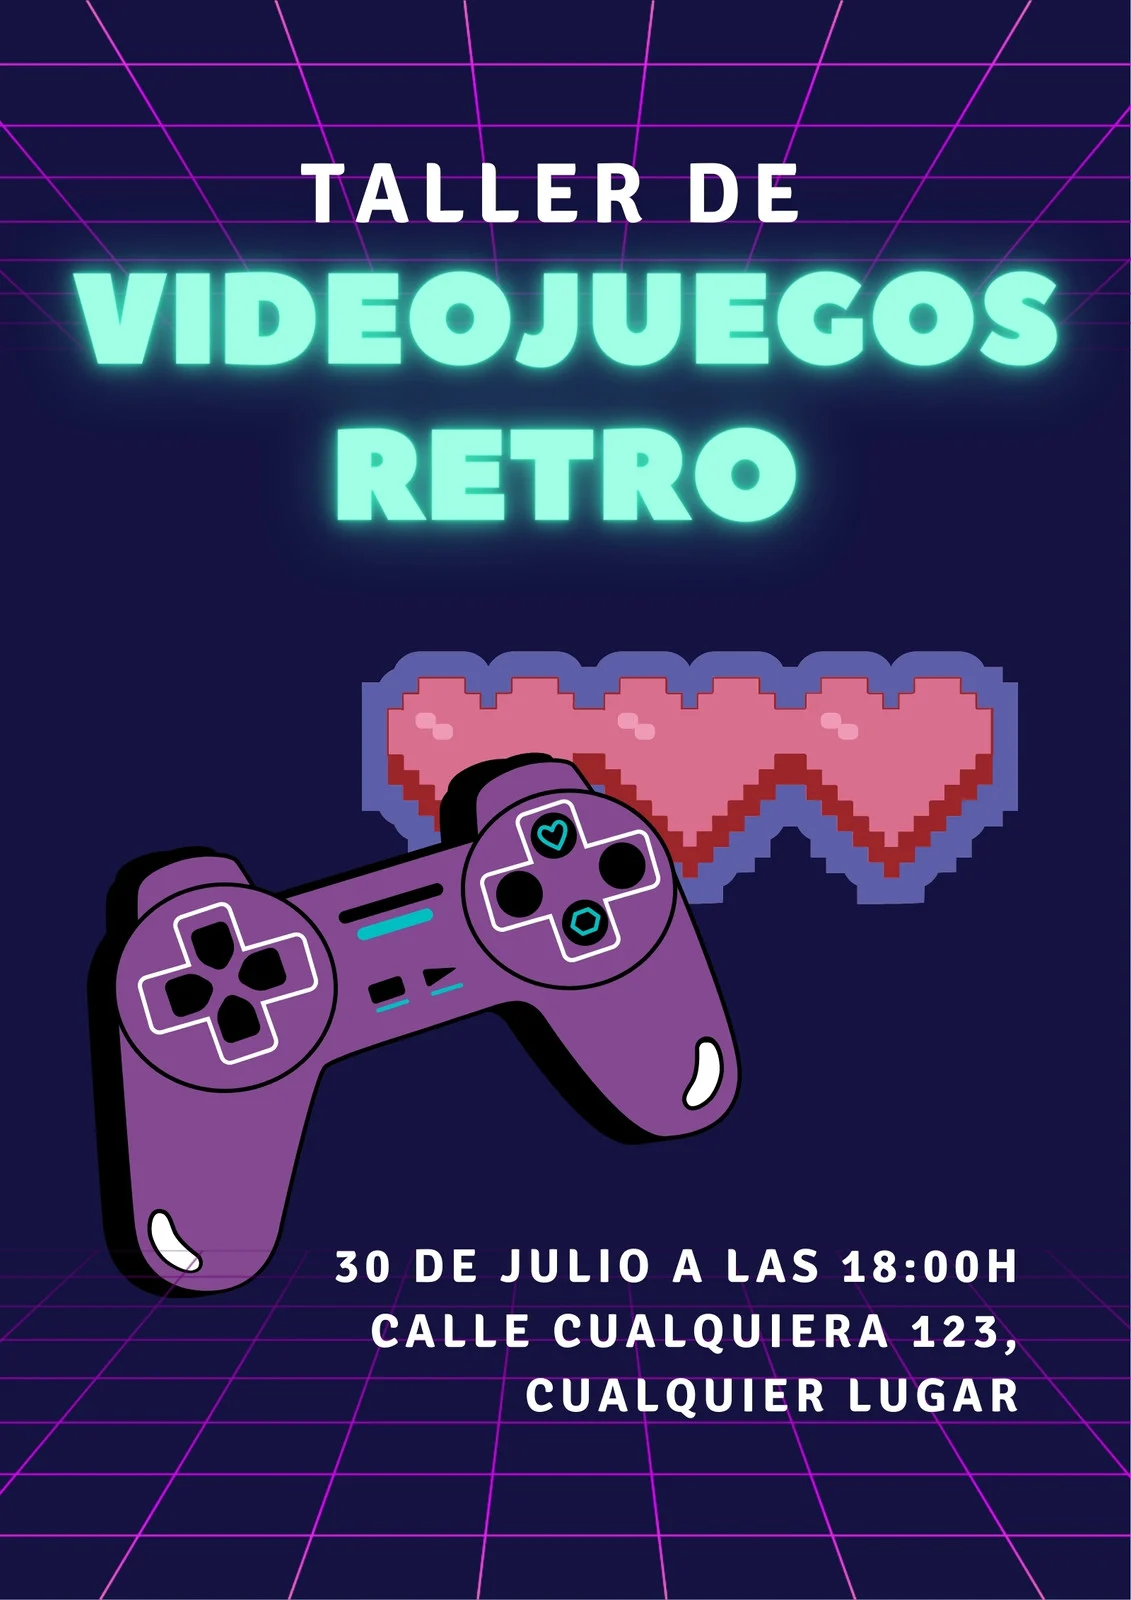 TALLER DE
VIDEOJUEGOS
RETRO
30 DE JULIO A LAS 18:00H
CALLE CUALQUIERA 123,
CUALQUIER LUGAR